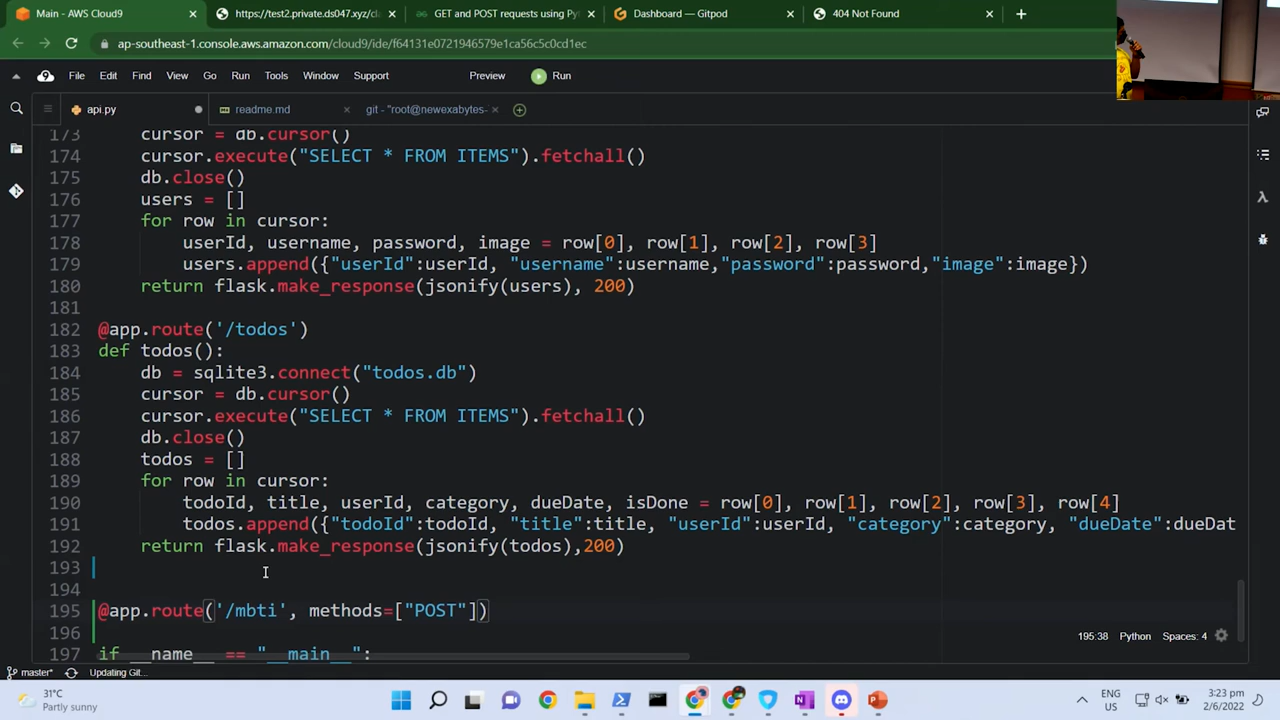 Main - AWS Cloud9
https://test2.private.ds047.xyz/cl
GET and POST requests using Py
Dashboard — Gitpod
404 Not Found
ap-southeast-1.console.aws.amazon.com/cloud9/ide/f64131e0721946579e1ca56c5c0cd1ec
File Edit Find View Go Run Tools Window Support Preview Run
api.py readme.md git - "root@newexabytes-
173 cursor = db.cursor()
174 cursor.execute("SELECT * FROM ITEMS").fetchall()
175 db.close()
176 users = []
177 for row in cursor:
178 userId, username, password, image = row[0], row[1], row[2], row[3]
179 users.append({"userId":userId, "username":username,"password":password,"image":image})
180 return flask.make_response(jsonify(users), 200)
181
182 @app.route('/todos')
183 def todos():
184 db = sqlite3.connect("todos.db")
185 cursor = db.cursor()
186 cursor.execute("SELECT * FROM ITEMS").fetchall()
187 db.close()
188 todos = []
189 for row in cursor:
190 todoId, title, userId, category, dueDate, isDone = row[0], row[1], row[2], row[3], row[4]
191 todos.append({"todoId":todoId, "title":title, "userId":userId, "category":category, "dueDate":dueDat
192 return flask.make_response(jsonify(todos),200)
193
194
195 @app.route('/mbti', methods=["POST"])
196
197 if __name__ == "__main__":
195:38 Python Spaces: 4
master* Updating Git...
31°C
Partly sunny
ENG
US
3:23 pm
2/6/2022